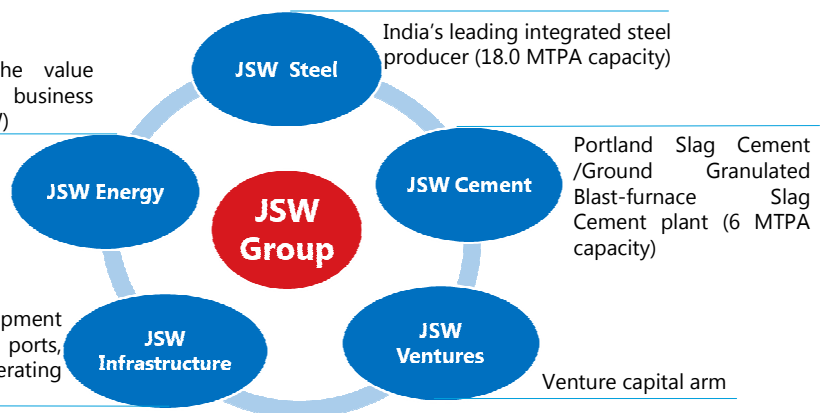 JSW Steel
India's leading integrated steel
producer (18.0 MTPA capacity)
he value
business
)
JSW Energy
JSW Cement
Portland Slag Cement
/Ground Granulated
Blast-furnace Slag
Cement plant (6 MTPA
capacity)
JSW
Group
pment
ports,
erating
JSW
Infrastructure
JSW
Ventures
Venture capital arm